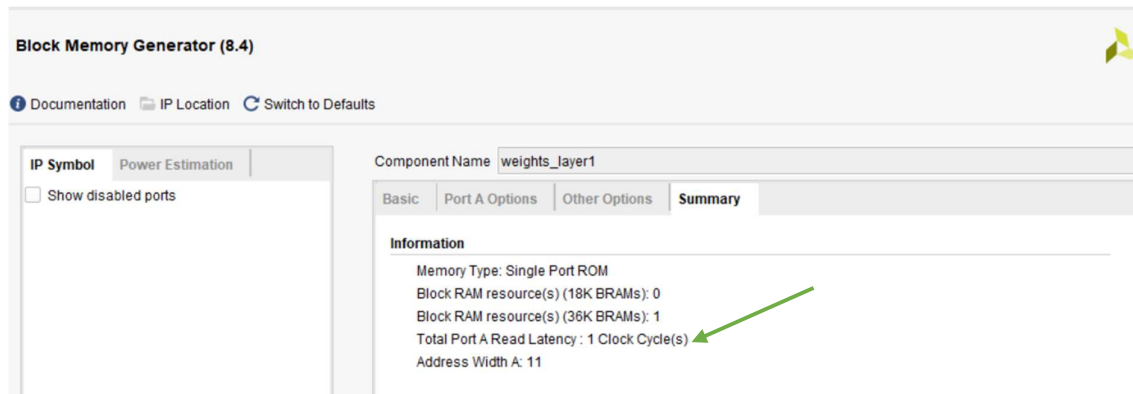 Block Memory Generator (8.4)
Documentation IP Location Switch to Defaults
IP Symbol Power Estimation
Show disabled ports
Component Name weights_layer1
Basic Port A Options Other Options Summary
Information
Memory Type: Single Port ROM
Block RAM resource(s) (18K BRAMs): 0
Block RAM resource(s) (36K BRAMs): 1
Total Port A Read Latency : 1 Clock Cycle(s)
Address Width A: 11